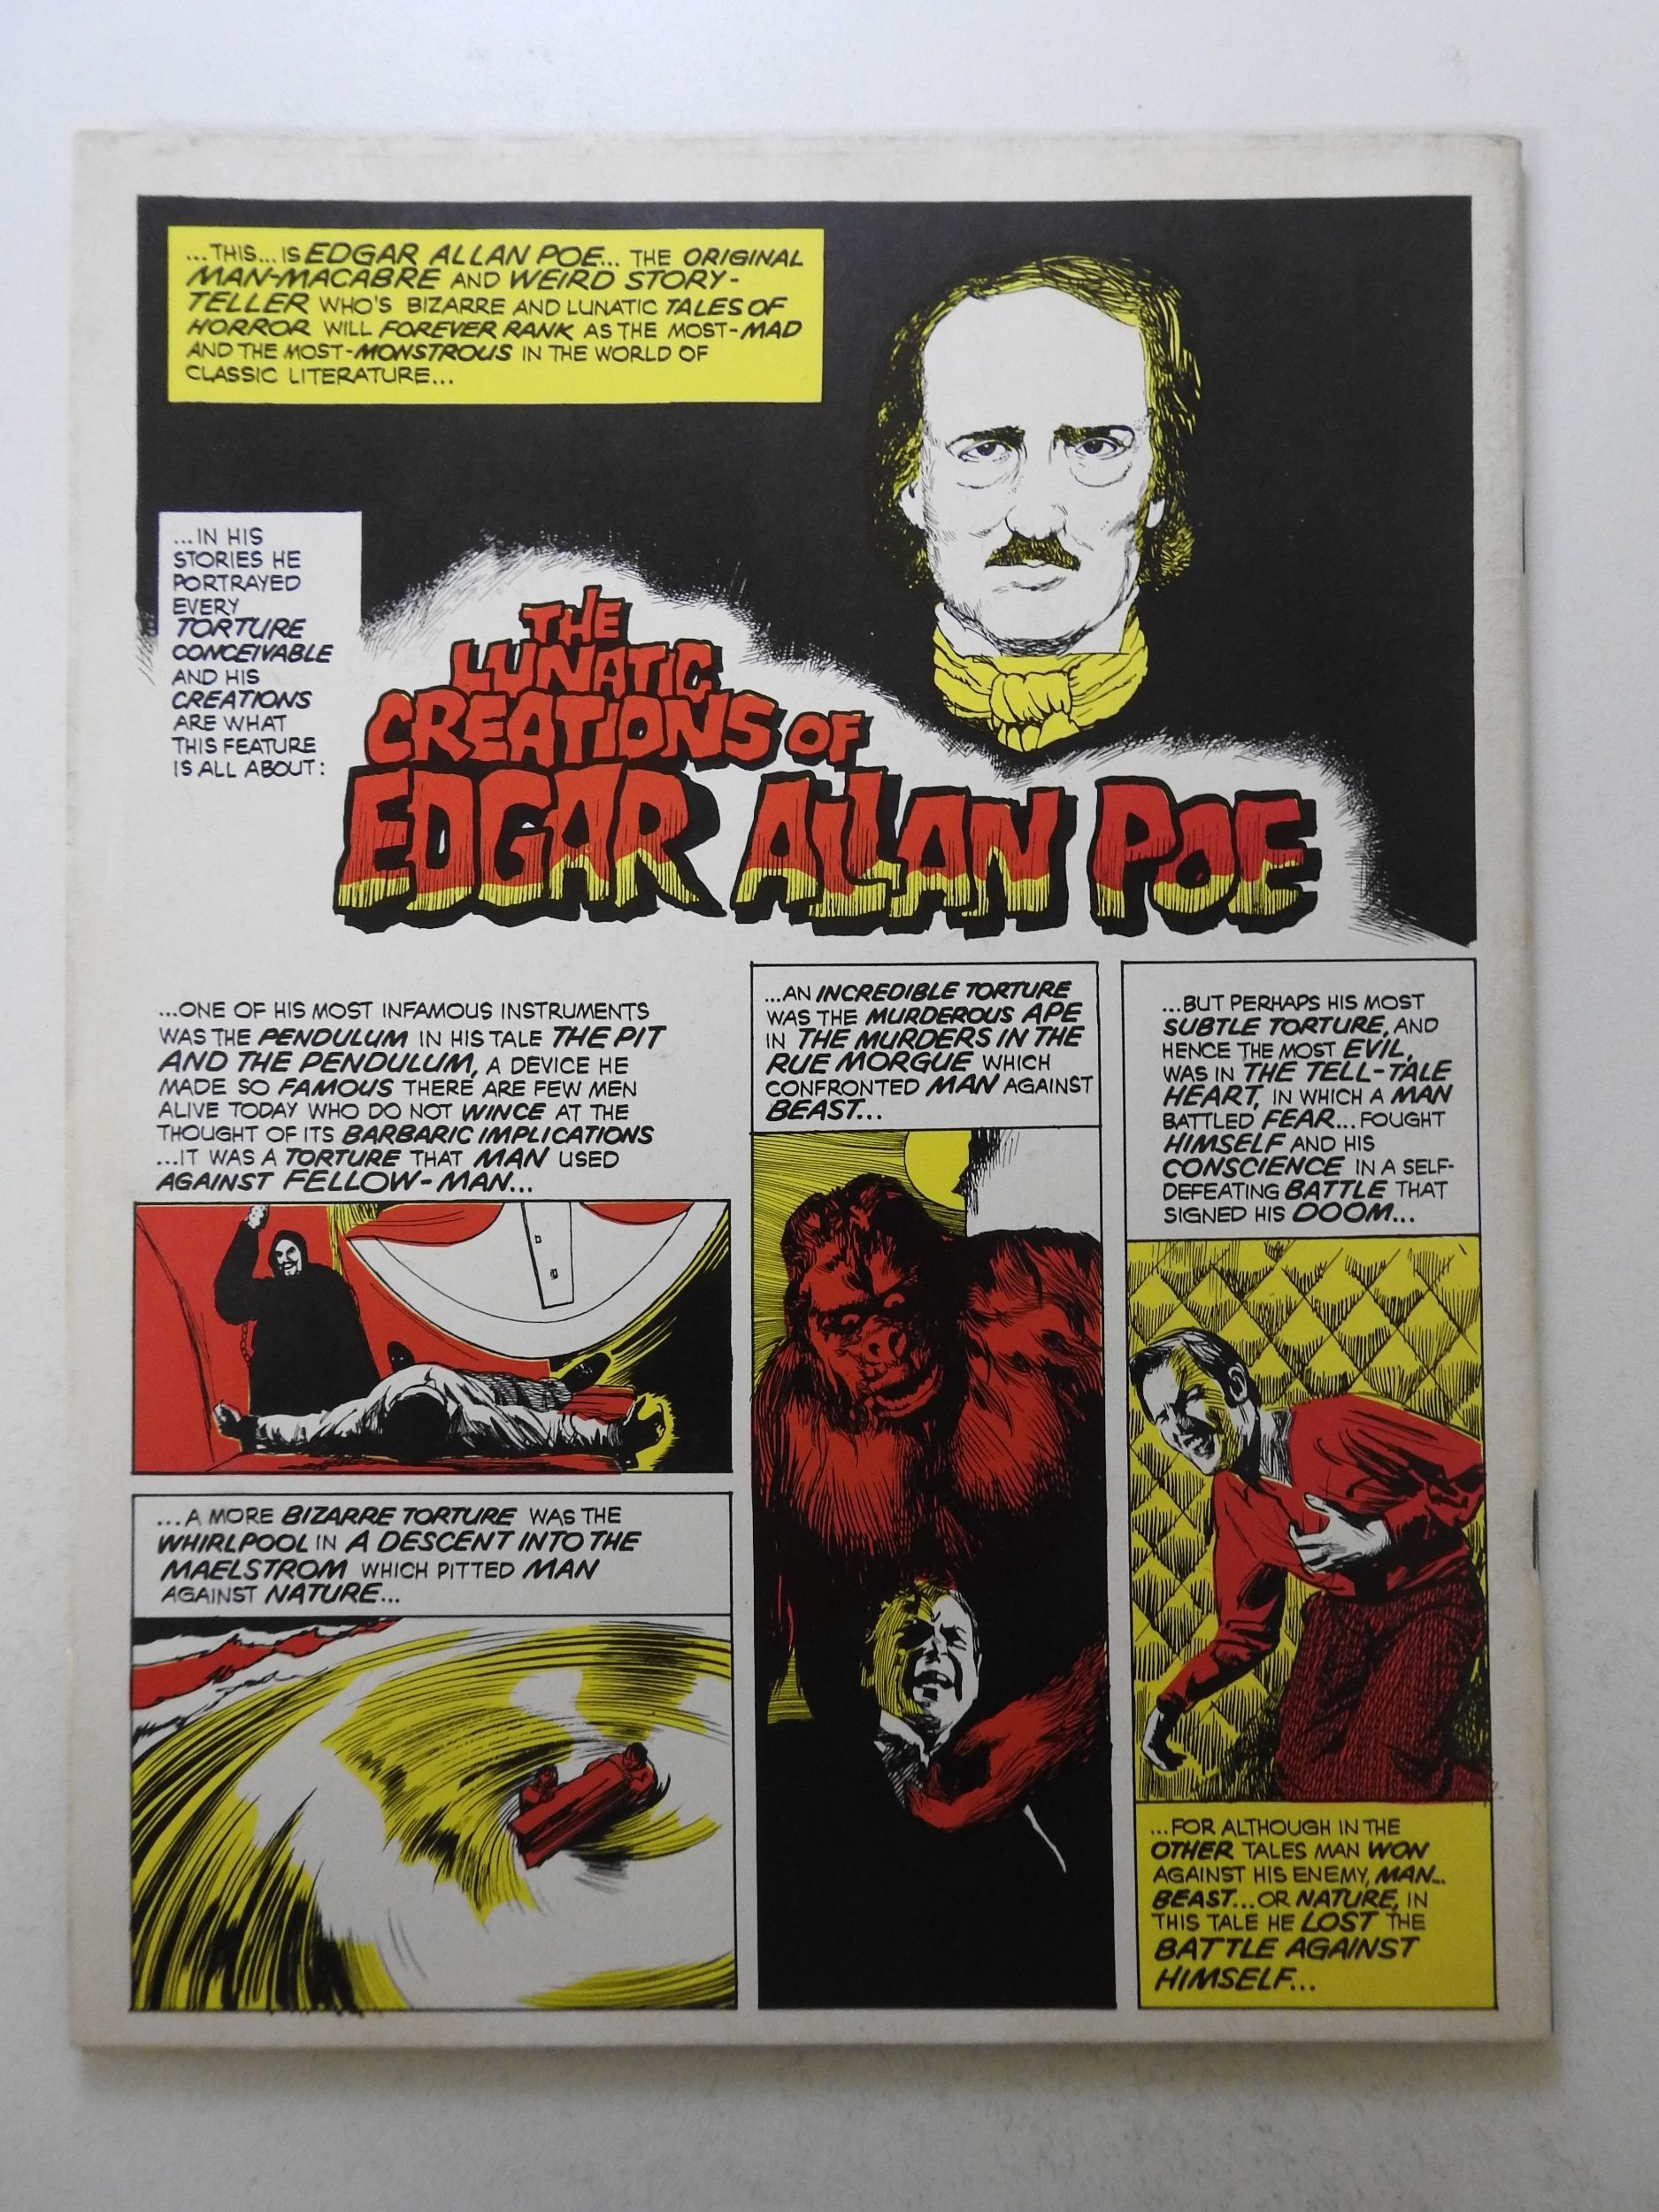 ...THIS...IS EDGAR ALLAN POE... THE ORIGINAL
MAN-MACABRE AND WEIRD STORY-
TELLER WHO'S BIZARRE AND LUNATIC TALES OF
HORROR WILL FOREVER RANK AS THE MOST-MAD
AND THE MOST-MONSTROUS IN THE WORLD OF
CLASSIC LITERATURE...
...IN HIS
STORIES HE
PORTRAYED
EVERY
TORTURE
CONCEIVABLE
AND HIS
CREATIONS
ARE WHAT
THIS FEATURE
IS ALL ABOUT:
THE
LUNATIC
CREATIONS OF
EDGAR ALLAN POE
...ONE OF HIS MOST INFAMOUS INSTRUMENTS
WAS THE PENDULUM IN HIS TALE THE PIT
AND THE PENDULUM, A DEVICE HE
MADE SO FAMOUS THERE ARE FEW MEN
ALIVE TODAY WHO DO NOT WINCE AT THE
THOUGHT OF ITS BARBARIC IMPLICATIONS
...IT WAS A TORTURE THAT MAN USED
AGAINST FELLOW-MAN...
...A MORE BIZARRE TORTURE WAS THE
WHIRLPOOL IN A DESCENT INTO THE
MAELSTROM WHICH PITTED MAN
AGAINST NATURE...
...AN INCREDIBLE TORTURE
WAS THE MURDEROUS APE
IN THE MURDERS IN THE
RUE MORGUE WHICH
CONFRONTED MAN AGAINST
BEAST...
...BUT PERHAPS HIS MOST
SUBTLE TORTURE, AND
HENCE THE MOST EVIL,
WAS IN THE TELL-TALE
HEART, IN WHICH A MAN
BATTLED FEAR... FOUGHT
HIMSELF AND HIS
CONSCIENCE IN A SELF-
DEFEATING BATTLE THAT
SIGNED HIS DOOM...
...FOR ALTHOUGH IN THE
OTHER TALES MAN WON
AGAINST HIS ENEMY, MAN...
BEAST...OR NATURE, IN
THIS TALE HE LOST THE
BATTLE AGAINST
HIMSELF...